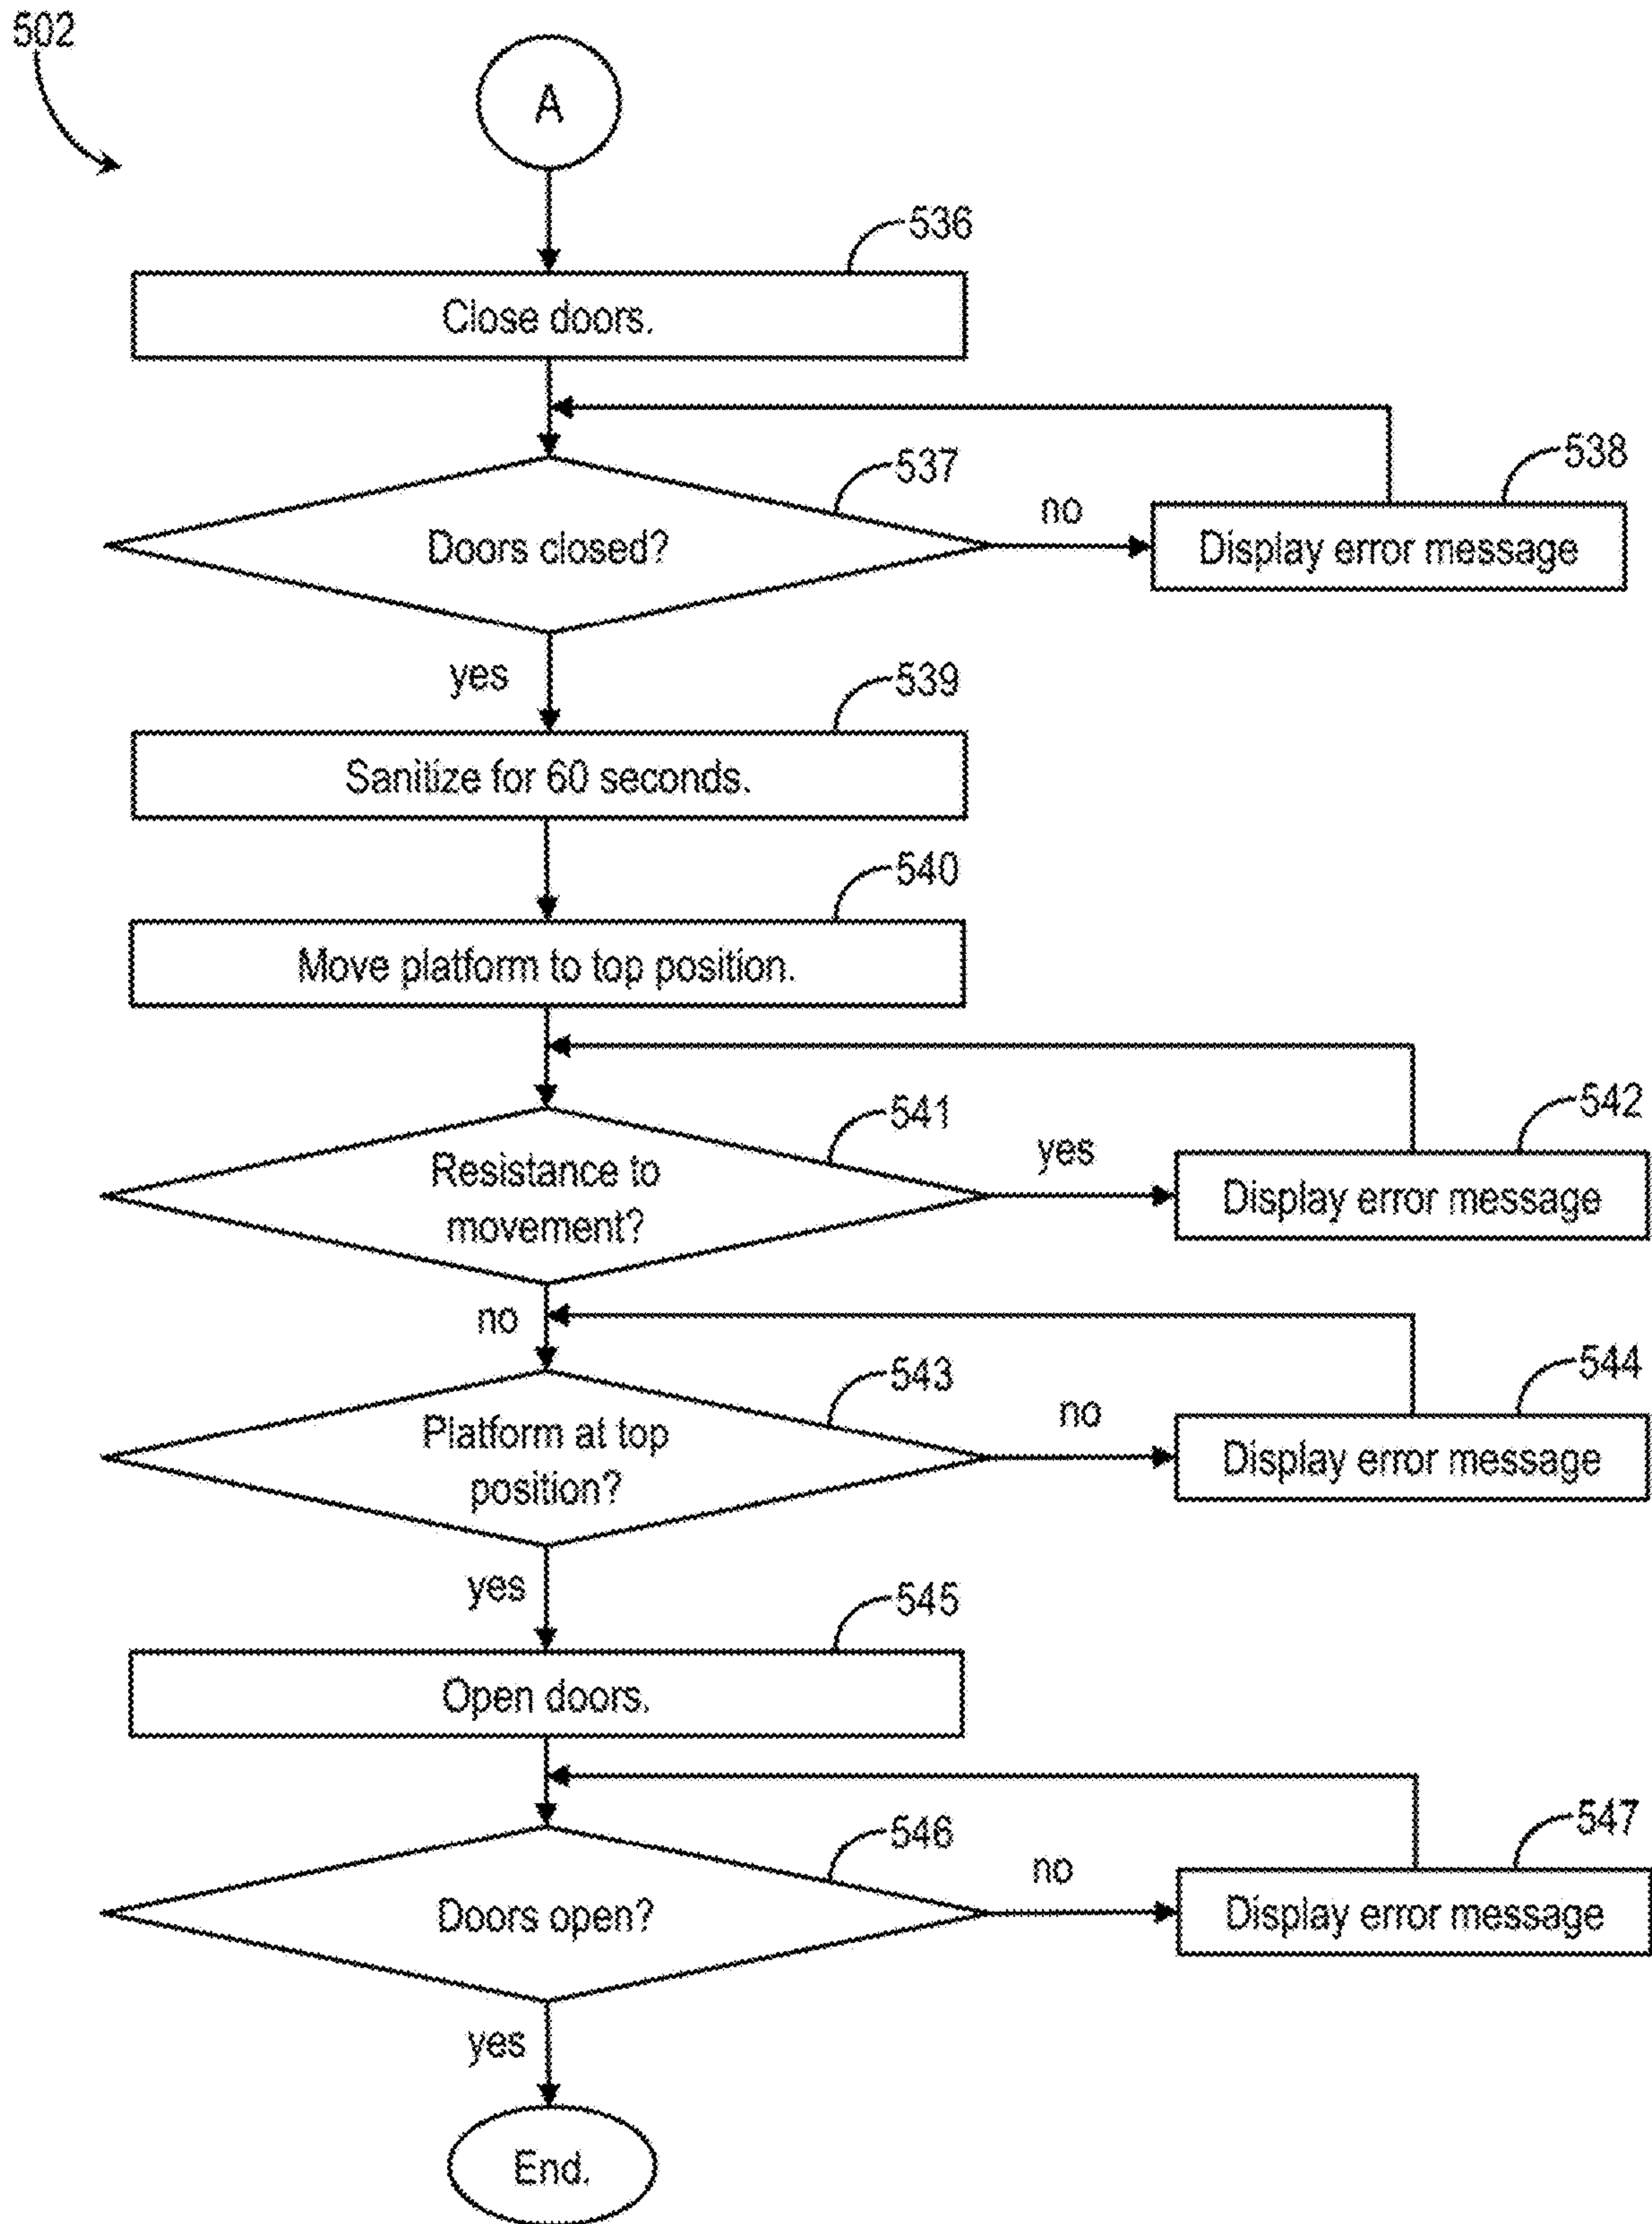 502
A
536
Close doors.
537
538
no
Doors closed?
Display error message
yes
539
Sanitize for 60 seconds.
540
Move platform to top position.
541
542
yes
Resistance to
movement?
Display error message
no
543
544
no
Platform at top
position?
Display error message
yes
545
Open doors.
546
547
no
Doors open?
Display error message
yes
End.